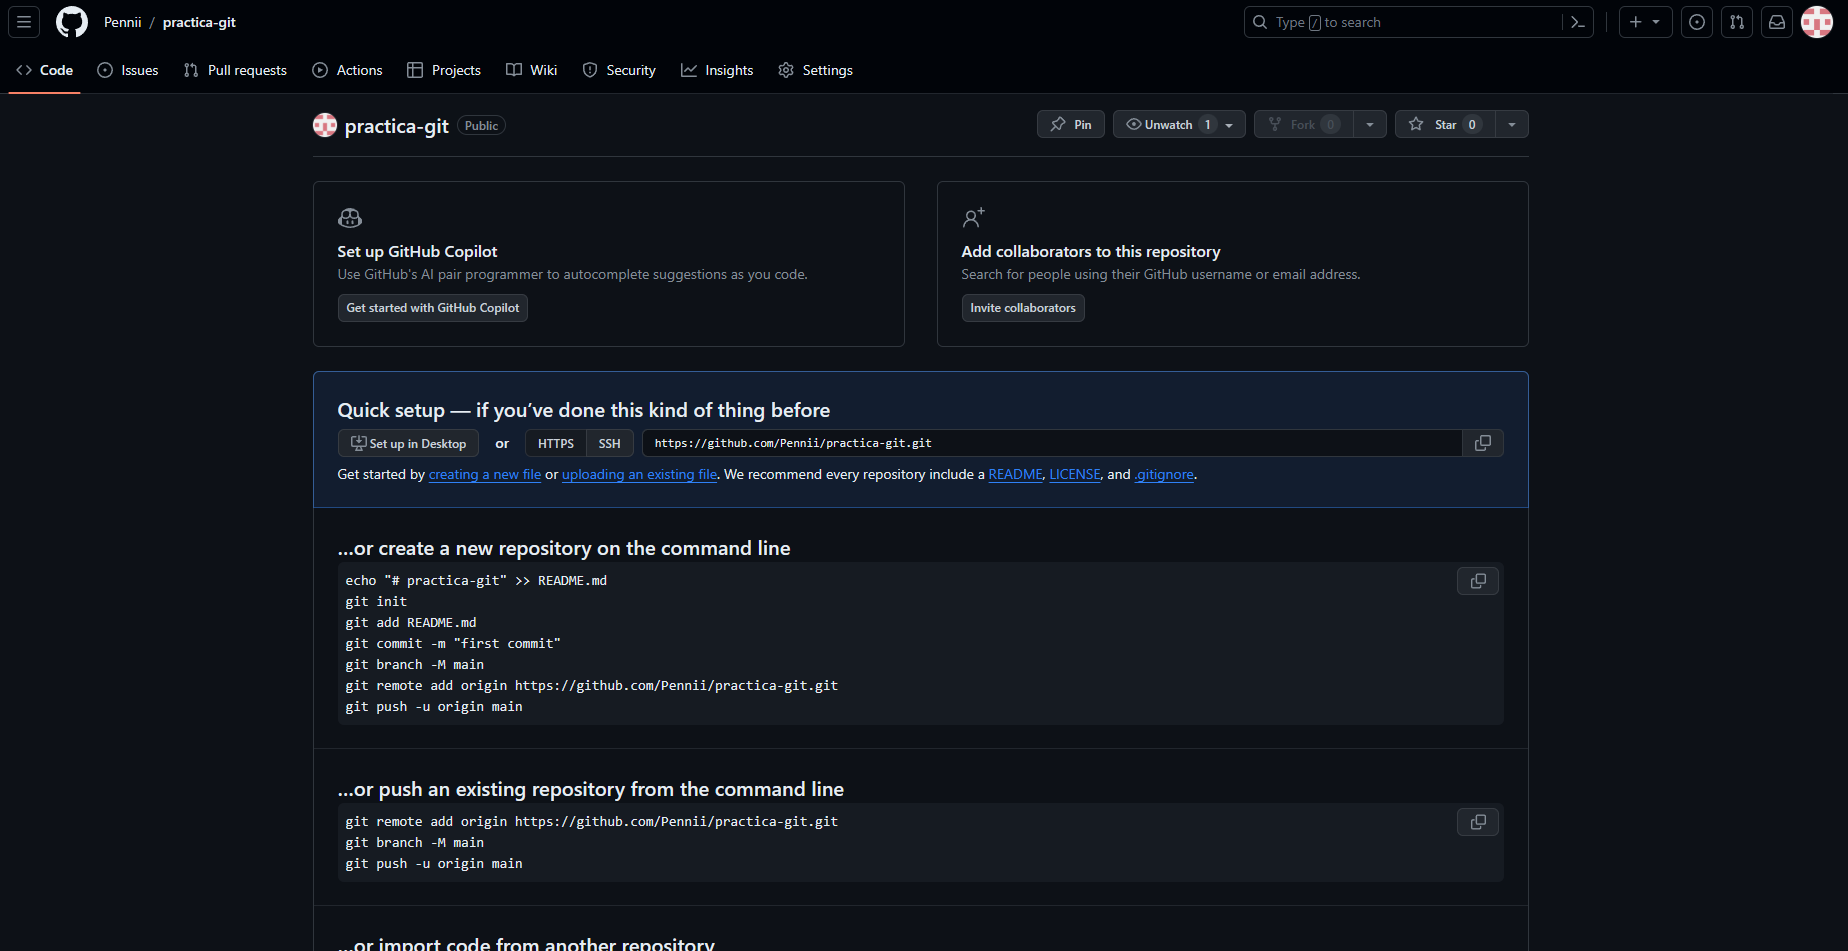 Pennii / practica-git
Type / to search
Code Issues Pull requests Actions Projects Wiki Security Insights Settings
practica-git Public
Pin Unwatch 1 Fork 0 Star 0
Set up GitHub Copilot
Use GitHub's AI pair programmer to autocomplete suggestions as you code.
Get started with GitHub Copilot
Add collaborators to this repository
Search for people using their GitHub username or email address.
Invite collaborators
Quick setup — if you've done this kind of thing before
Set up in Desktop or HTTPS SSH https://github.com/Pennii/practica-git.git
Get started by creating a new file or uploading an existing file. We recommend every repository include a README, LICENSE, and .gitignore.
…or create a new repository on the command line
echo "# practica-git" >> README.md
git init
git add README.md
git commit -m "first commit"
git branch -M main
git remote add origin https://github.com/Pennii/practica-git.git
git push -u origin main
…or push an existing repository from the command line
git remote add origin https://github.com/Pennii/practica-git.git
git branch -M main
git push -u origin main
…or import code from another repository